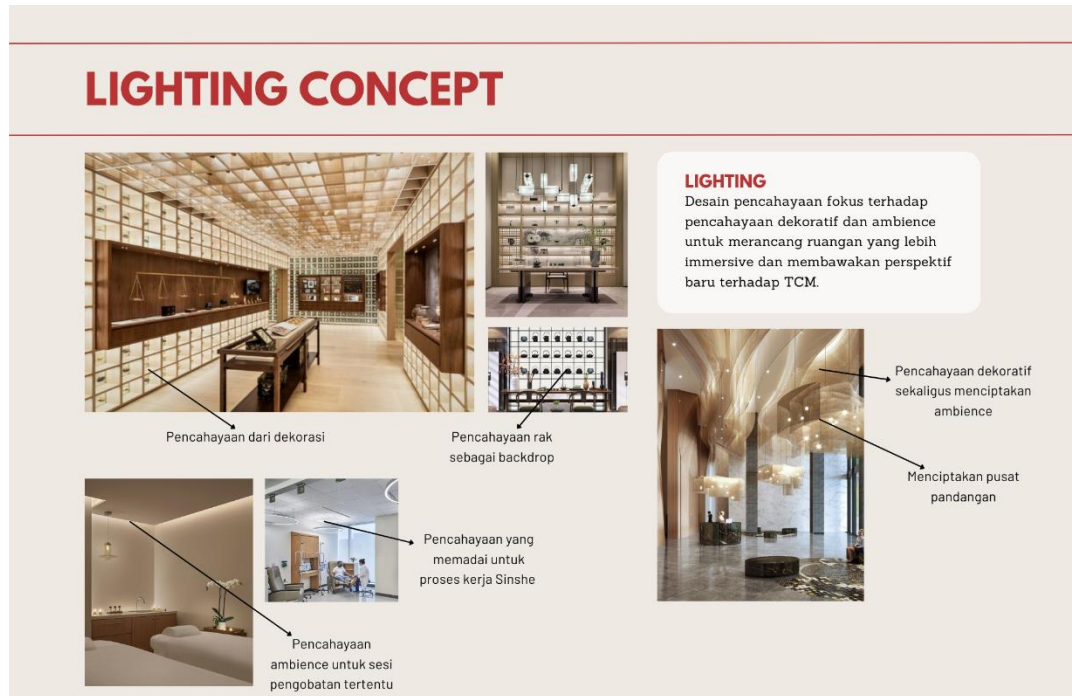 LIGHTING CONCEPT
LIGHTING
Desain pencahayaan fokus terhadap
pencahayaan dekoratif dan ambience
untuk merancang ruangan yang lebih
immersive dan membawakan perspektif
baru terhadap TCM.
Pencahayaan dari dekorasi
Pencahayaan rak
sebagai backdrop
Pencahayaan dekoratif
sekaligus menciptakan
ambience
Menciptakan pusat
pandangan
Pencahayaan yang
memadai untuk
proses kerja Sinshe
Pencahayaan
ambience untuk sesi
pengobatan tertentu